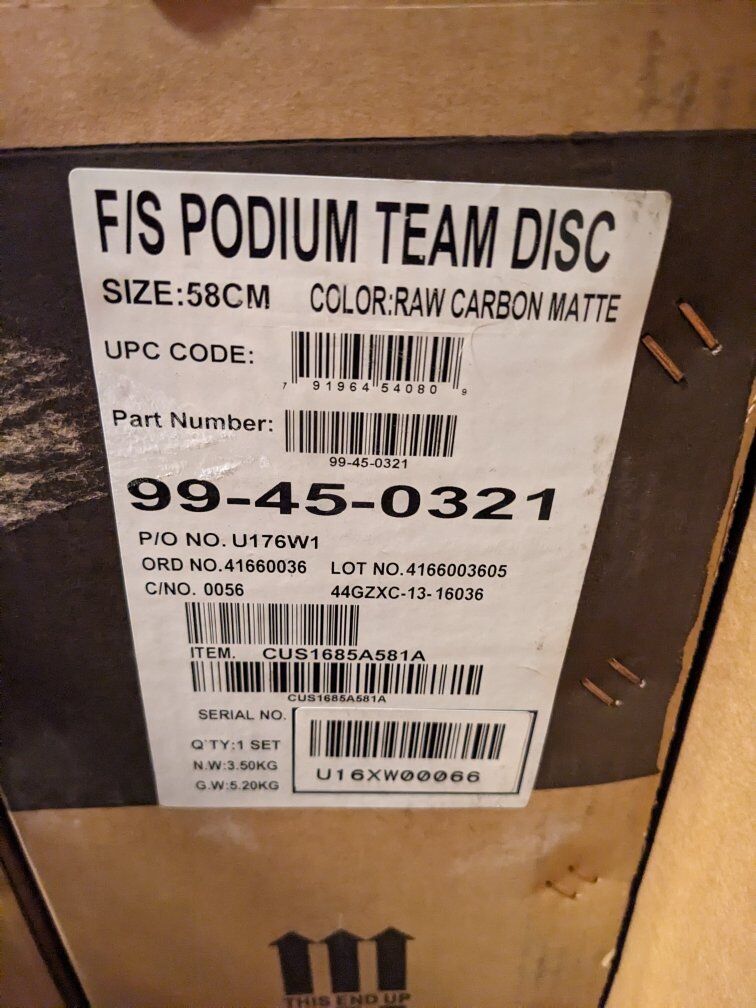 F/S PODIUM TEAM DISC
SIZE:58CM COLOR:RAW CARBON MATTE
UPC CODE:
7 91964 54080 9
Part Number:
99-45-0321
99-45-0321
P/O NO. U176W1
ORD NO.41660036 LOT NO.4166003605
C/NO. 0056 44GZXC-13-16036
ITEM. CUS1685A581A
CUS1685A581A
SERIAL NO.
Q'TY:1 SET
N.W:3.50KG
G.W:5.20KG
U16XW00066
THIS END UP